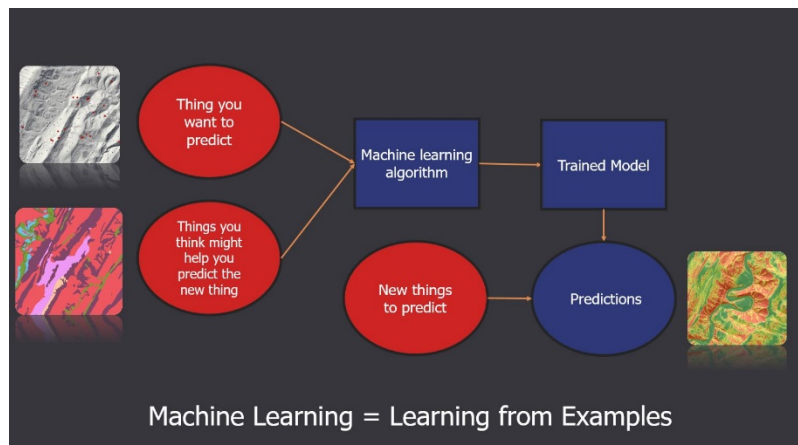 Thing you
want to
predict
Machine learning
algorithm
Trained Model
Things you
think might
help you
predict the
new thing
New things
to predict
Predictions
Machine Learning = Learning from Examples